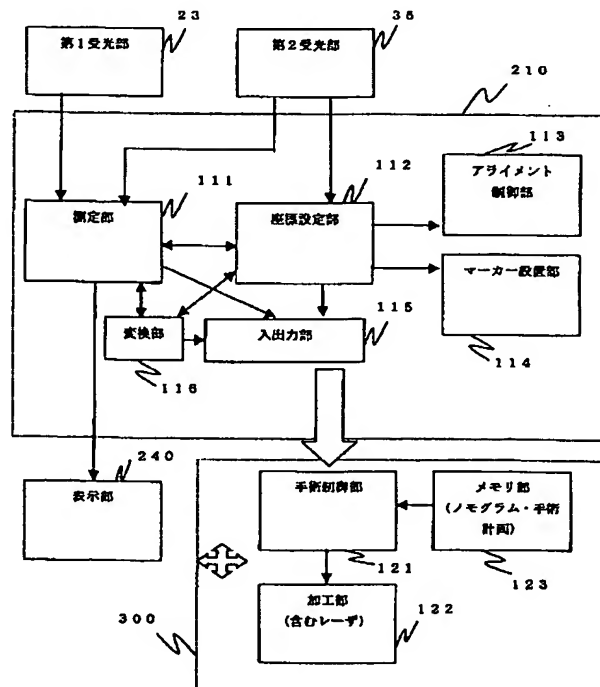 23
35
第1受光部
第2受光部
210
113
アライメント
制御部
111
112
測定部
座標設定部
マーカー設置部
115
変換部
入出力部
116
114
240
表示部
手術制御部
メモリ部
(ノモグラム・手術
計画)
121
123
加工部
(含むレーザ)
300
122